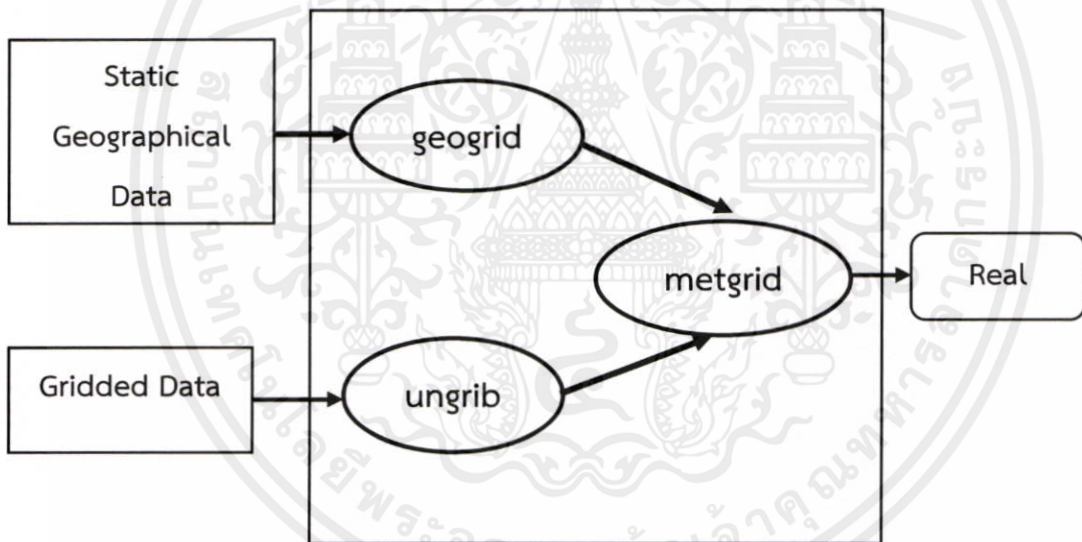 Static
Geographical
Data
geogrid
metgrid
Real
Gridded Data
ungrib